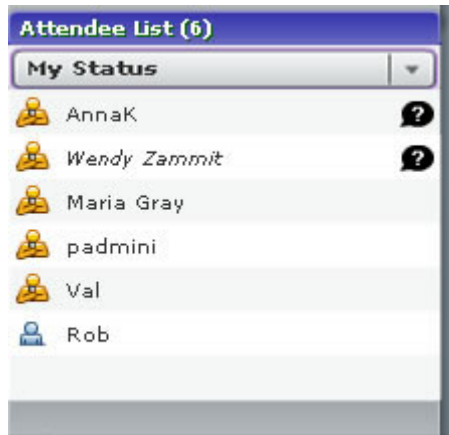 Attendee List (6)
My Status
AnnaK
?
Wendy Zammit
?
Maria Gray
padmini
Val
Rob